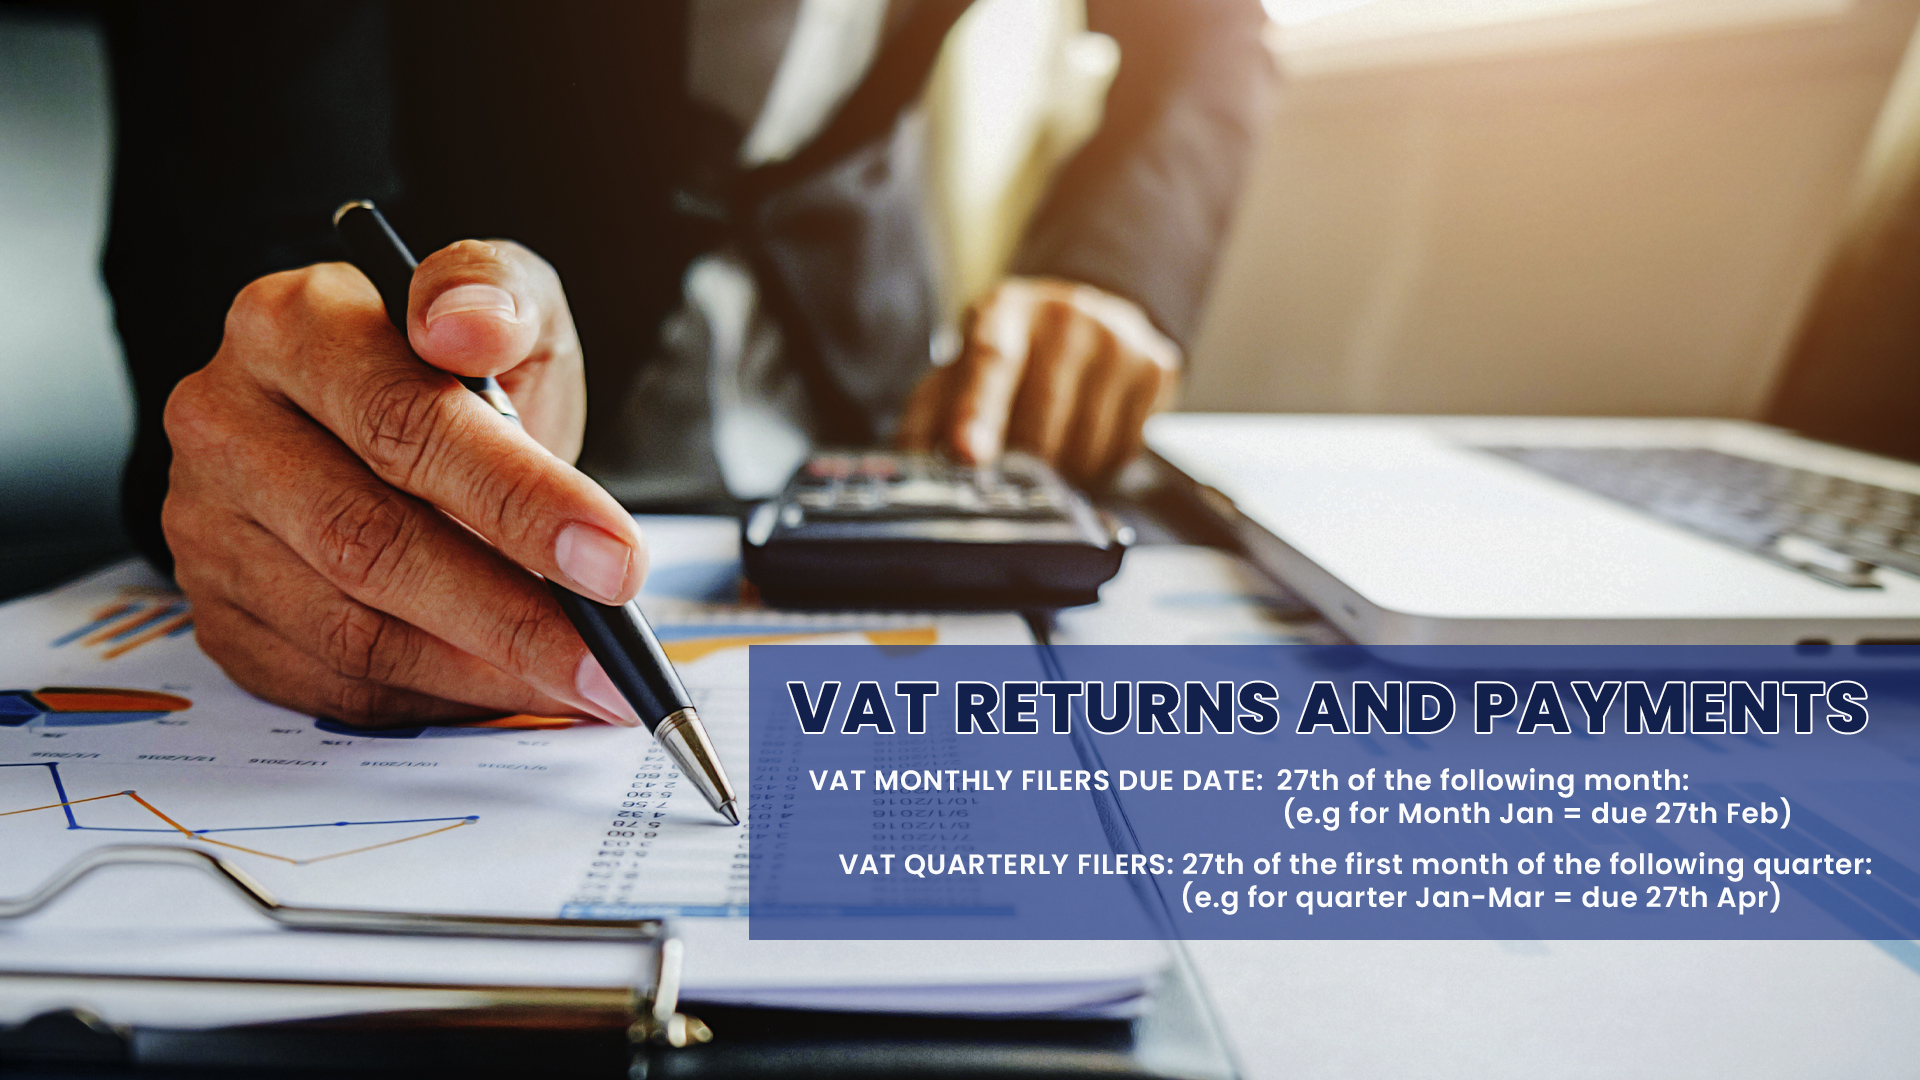 VAT RETURNS AND PAYMENTS
VAT MONTHLY FILERS DUE DATE: 27th of the following month:
(e.g for Month Jan = due 27th Feb)
VAT QUARTERLY FILERS: 27th of the first month of the following quarter:
(e.g for quarter Jan-Mar = due 27th Apr)